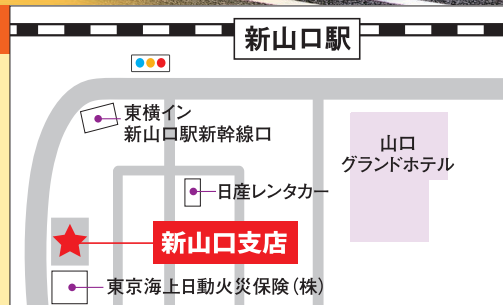 新山口駅
東横イン
新山口駅新幹線口
山口
グランドホテル
日産レンタカー
新山口支店
東京海上日動火災保険(株)